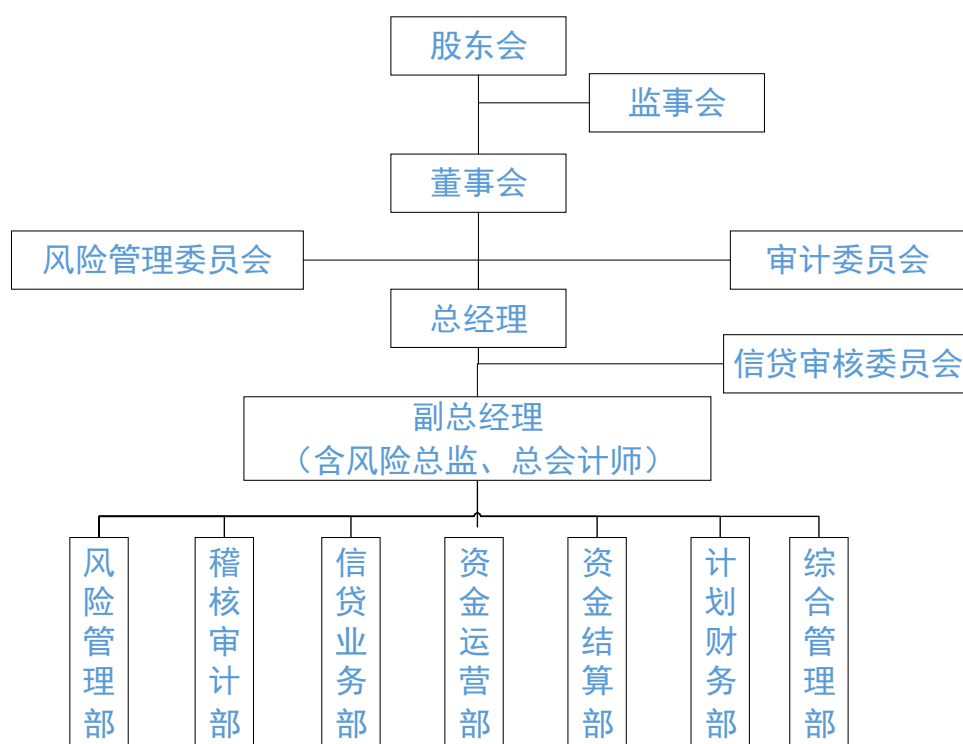 股东会
监事会
董事会
风险管理委员会
审计委员会
总经理
信贷审核委员会
副总经理
（含风险总监、总会计师）
风险管理部
稽核审计部
信贷业务部
资金运营部
资金结算部
计划财务部
综合管理部